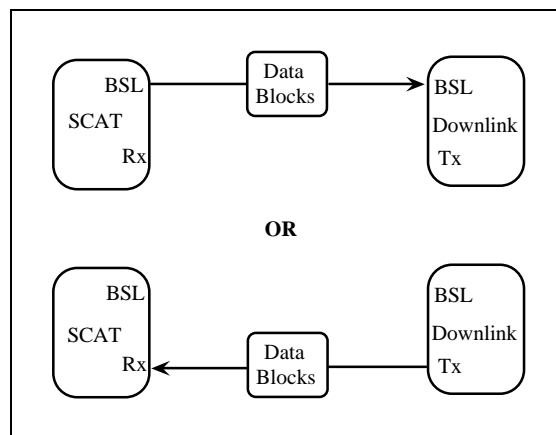 BSL
SCAT
Rx
Data
Blocks
BSL
Downlink
Tx
OR
BSL
SCAT
Rx
Data
Blocks
BSL
Downlink
Tx